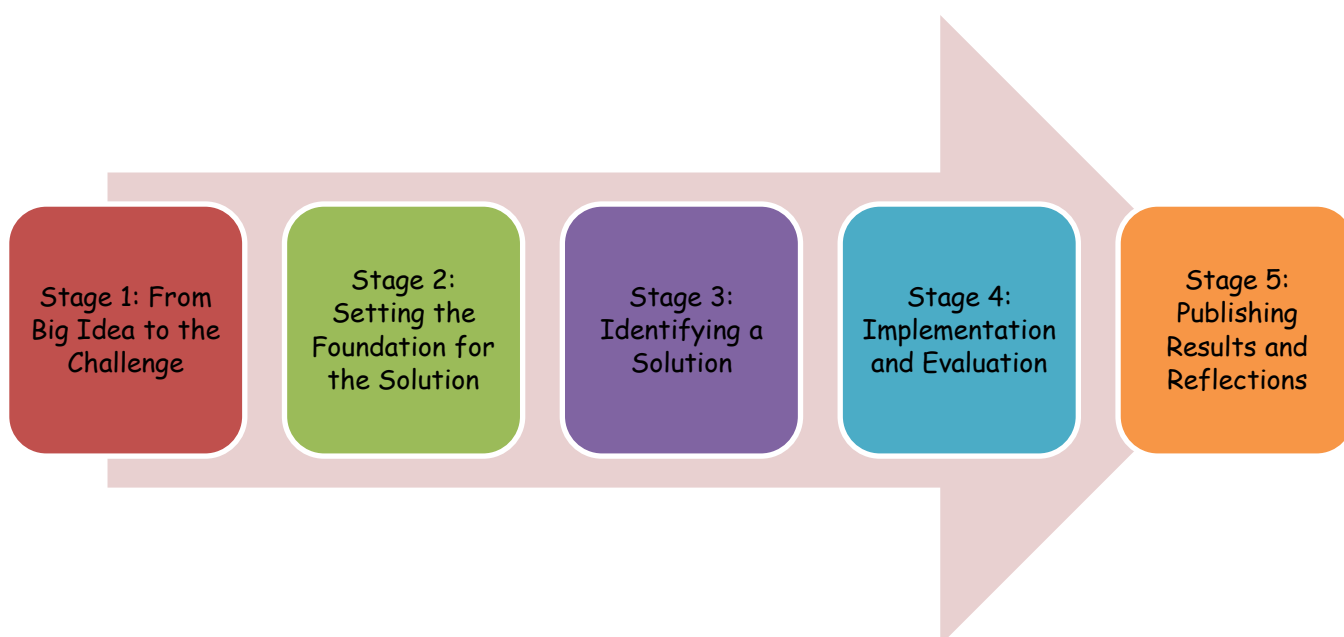 Stage 1: From
Big Idea to the
Challenge
Stage 2:
Setting the
Foundation for
the Solution
Stage 3:
Identifying a
Solution
Stage 4:
Implementation
and Evaluation
Stage 5:
Publishing
Results and
Reflections